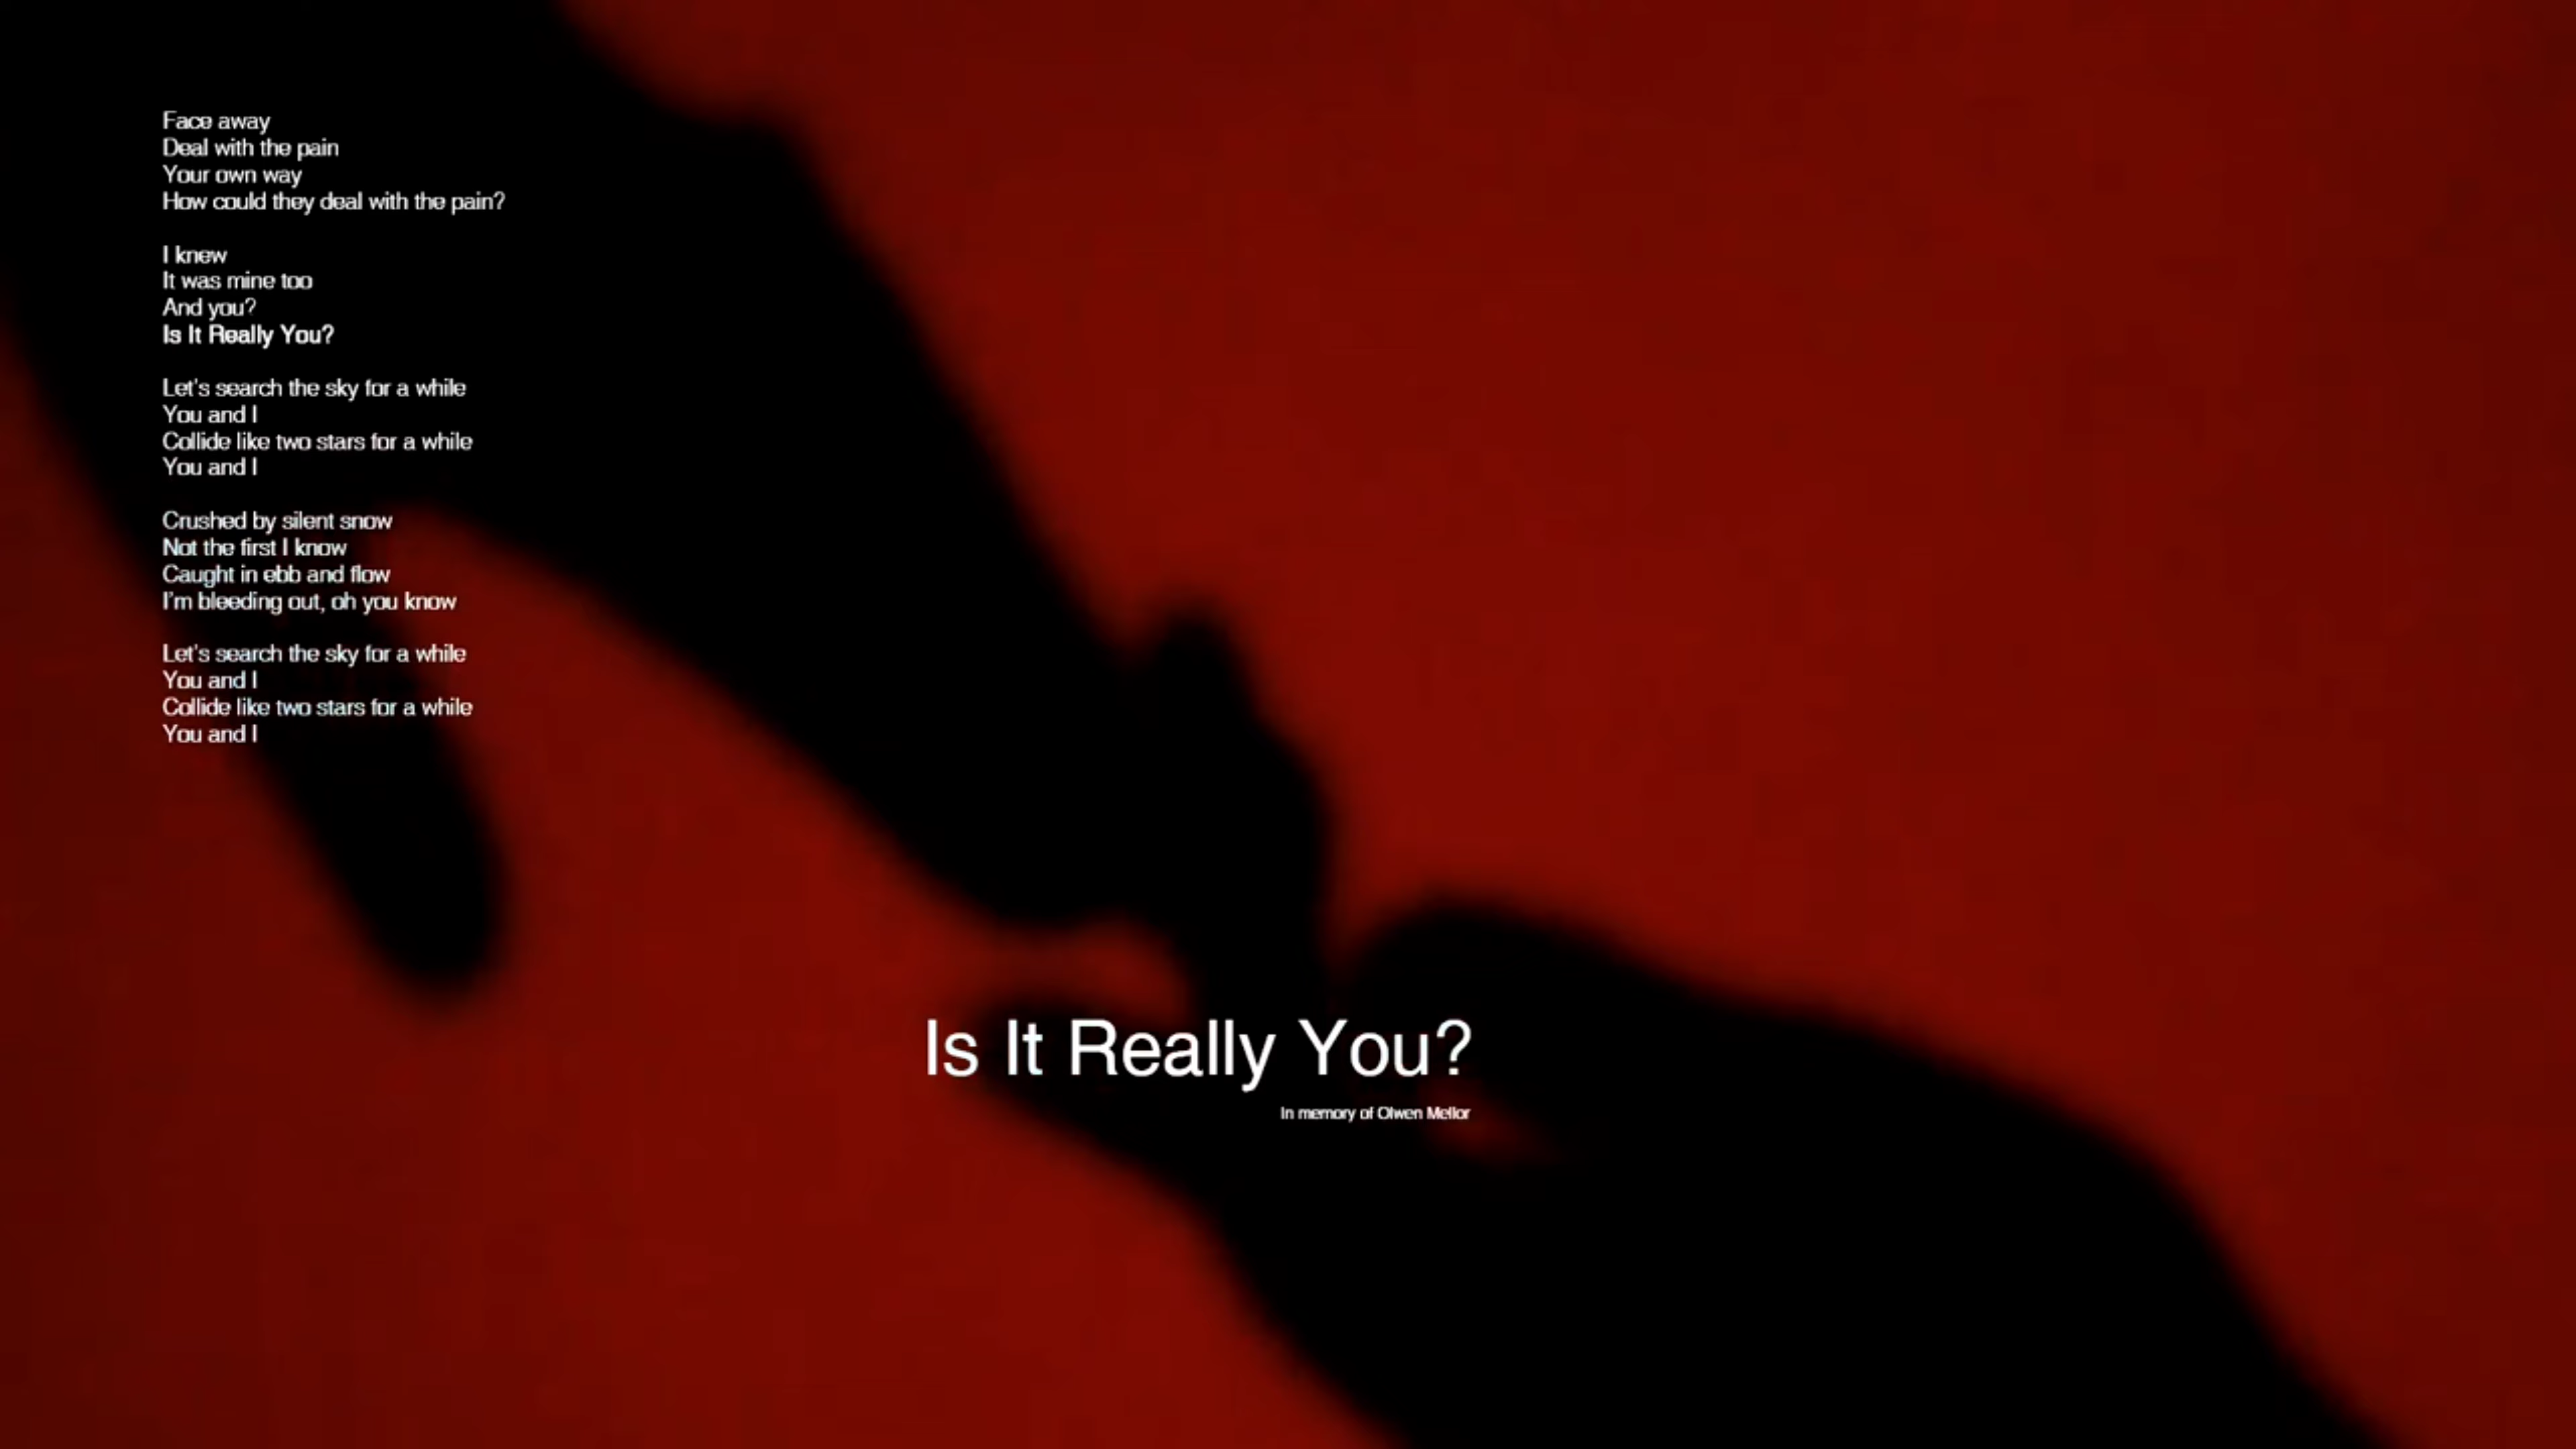 Face away
Deal with the pain
Your own way
How could they deal with the pain?
I knew
It was mine too
And you?
Is It Really You?
Let's search the sky for a while
You and I
Collide like two stars for a while
You and I
Crushed by silent snow
Not the first I know
Caught in ebb and flow
I'm bleeding out, oh you know
Let's search the sky for a while
You and I
Collide like two stars for a while
You and I
Is It Really You?
In memory of Olwen Mellor